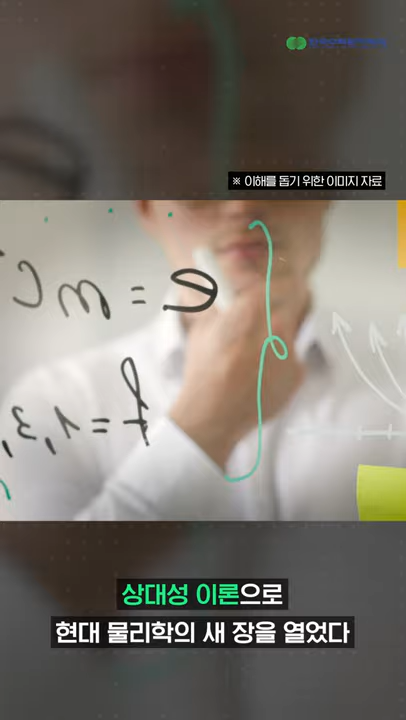 ※ 이해를 돕기 위한 이미지 자료
e = mc
f = 1,3,
상대성 이론으로
현대 물리학의 새 장을 열었다